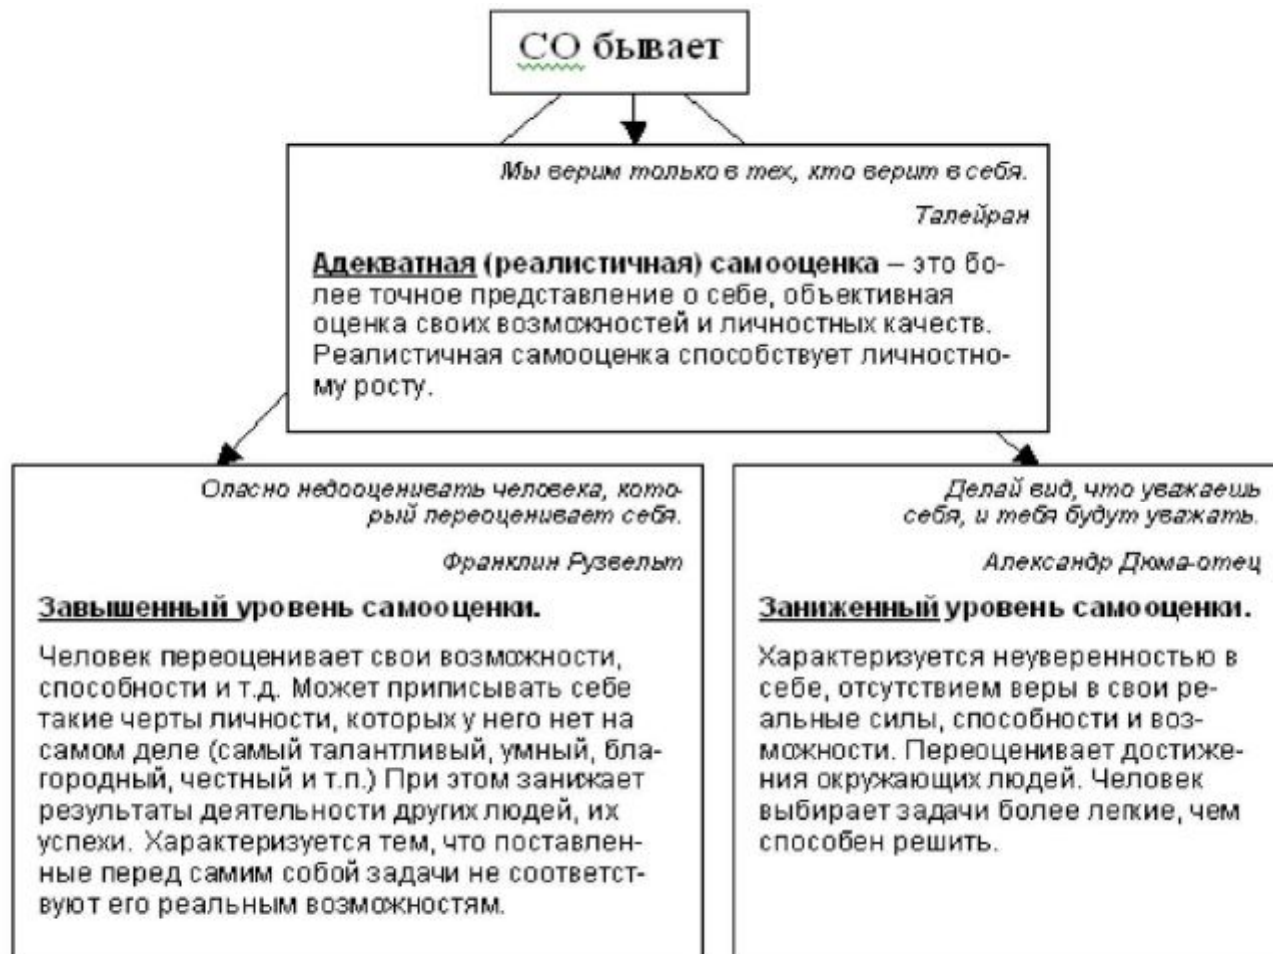 СО бывает
Мы верим только в тех, кто верит в себя.
Талейран
Адекватная (реалистичная) самооценка – это бо-
лее точное представление о себе, объективная
оценка своих возможностей и личностных качеств.
Реалистичная самооценка способствует личностно-
му росту.
Опасно недооценивать человека, кото-
рый переоценивает себя.
Франклин Рузвельт
Завышенный уровень самооценки.
Человек переоценивает свои возможности,
способности и т.д. Может приписывать себе
такие черты личности, которых у него нет на
самом деле (самый талантливый, умный, бла-
городный, честный и т.п.) При этом занижает
результаты деятельности других людей, их
успехи. Характеризуется тем, что поставлен-
ные перед самим собой задачи не соответст-
вуют его реальным возможностям.
Делай вид, что уважаешь
себя, и тебя будут уважать.
Александр Дюма-отец
Заниженный уровень самооценки.
Характеризуется неуверенностью в
себе, отсутствием веры в свои ре-
альные силы, способности и воз-
можности. Переоценивает достиже-
ния окружающих людей. Человек
выбирает задачи более легкие, чем
способен решить.